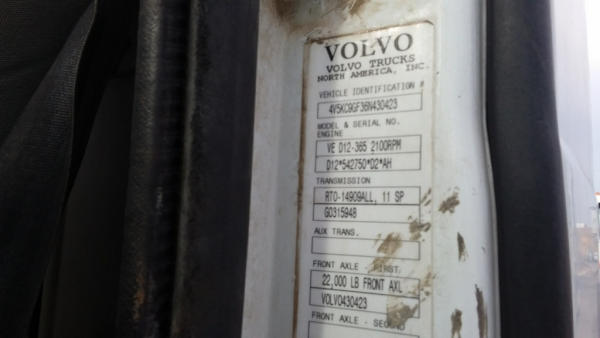 VOLVO
VOLVO TRUCKS
NORTH AMERICA, INC.
VEHICLE IDENTIFICATION #
4V5KC9GF36N430423
MODEL & SERIAL NO.
ENGINE
VE D12-365 2100RPM
D12*542750*D2*AH
TRANSMISSION
RTO-14909ALL, 11 SP
G0315948
AUX TRANS.
FRONT AXLE - FIRST
22,000 LB FRONT AXL
VOLVO430423
FRONT AXLE - SECOND